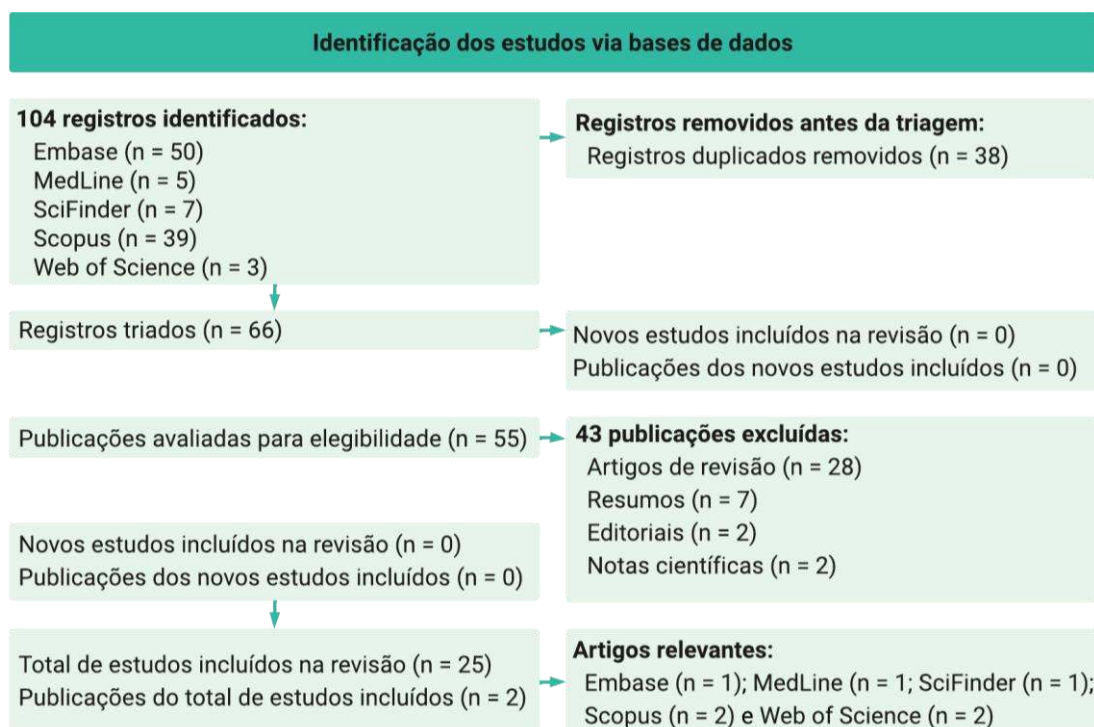 Identificação dos estudos via bases de dados
104 registros identificados:
Embase (n = 50)
MedLine (n = 5)
SciFinder (n = 7)
Scopus (n = 39)
Web of Science (n = 3)
Registros removidos antes da triagem:
Registros duplicados removidos (n = 38)
Registros triados (n = 66)
Novos estudos incluídos na revisão (n = 0)
Publicações dos novos estudos incluídos (n = 0)
Publicações avaliadas para elegibilidade (n = 55)
43 publicações excluídas:
Artigos de revisão (n = 28)
Resumos (n = 7)
Editoriais (n = 2)
Notas científicas (n = 2)
Novos estudos incluídos na revisão (n = 0)
Publicações dos novos estudos incluídos (n = 0)
Total de estudos incluídos na revisão (n = 25)
Publicações do total de estudos incluídos (n = 2)
Artigos relevantes:
Embase (n = 1); MedLine (n = 1; SciFinder (n = 1);
Scopus (n = 2) e Web of Science (n = 2)